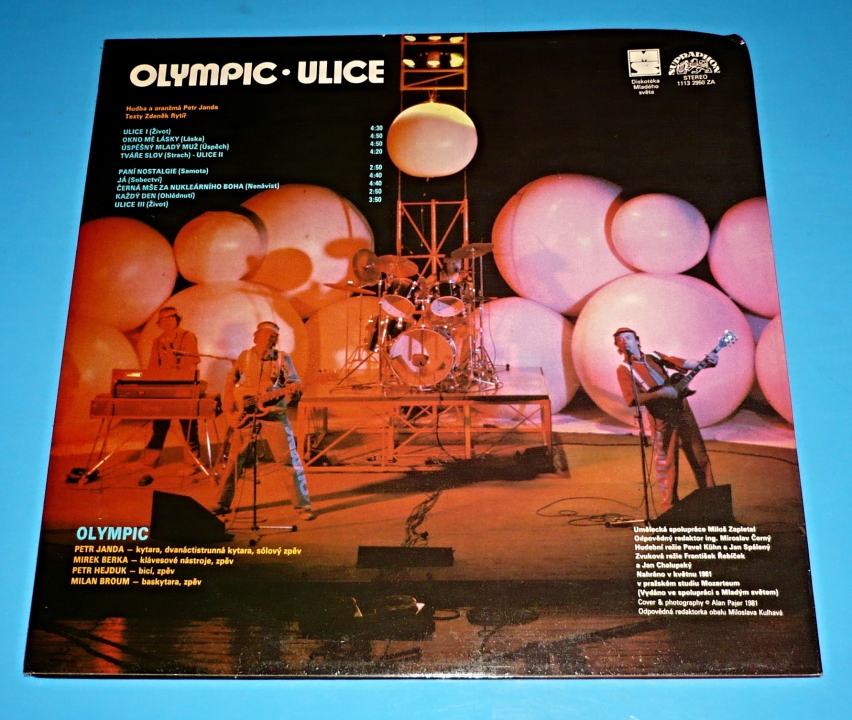 OLYMPIC · ULICE
Hudba a aranžmá Petr Janda
Texty Zdeněk Rytíř
ULICE I (Život) 4:30
OKNO MÉ LÁSKY (Láska) 4:50
ÚSPĚŠNÝ MLADÝ MUŽ (Úspěch) 4:50
TVÁŘE SLOV (Strach) - ULICE II 4:20
PANÍ NOSTALGIE (Samota) 2:50
JÁ (Sobectví) 4:40
ČERNÁ MŠE ZA NUKLEÁRNÍHO BOHA (Nenávist) 4:40
KAŽDÝ DEN (Ohlédnutí) 2:50
ULICE III (Život) 3:50
Diskotéka
Mladého
světa
SUPRAPHON
STEREO
1113 2950 ZA
OLYMPIC
PETR JANDA — kytara, dvanáctistrunná kytara, sólový zpěv
MIREK BERKA — klávesové nástroje, zpěv
PETR HEJDUK — bicí, zpěv
MILAN BROUM — baskytara, zpěv
Umělecká spolupráce Miloš Zapletal
Odpovědný redaktor ing. Miroslav Černý
Hudební režie Pavel Kühn a Jan Spálený
Zvuková režie František Řebíček
a Jan Chalupský
Nahráno v květnu 1981
v pražském studiu Mozarteum
(Vydáno ve spolupráci s Mladým světem)
Cover & photography © Alan Pajer 1981
Odpovědná redaktorka obalu Miloslava Kulhavá